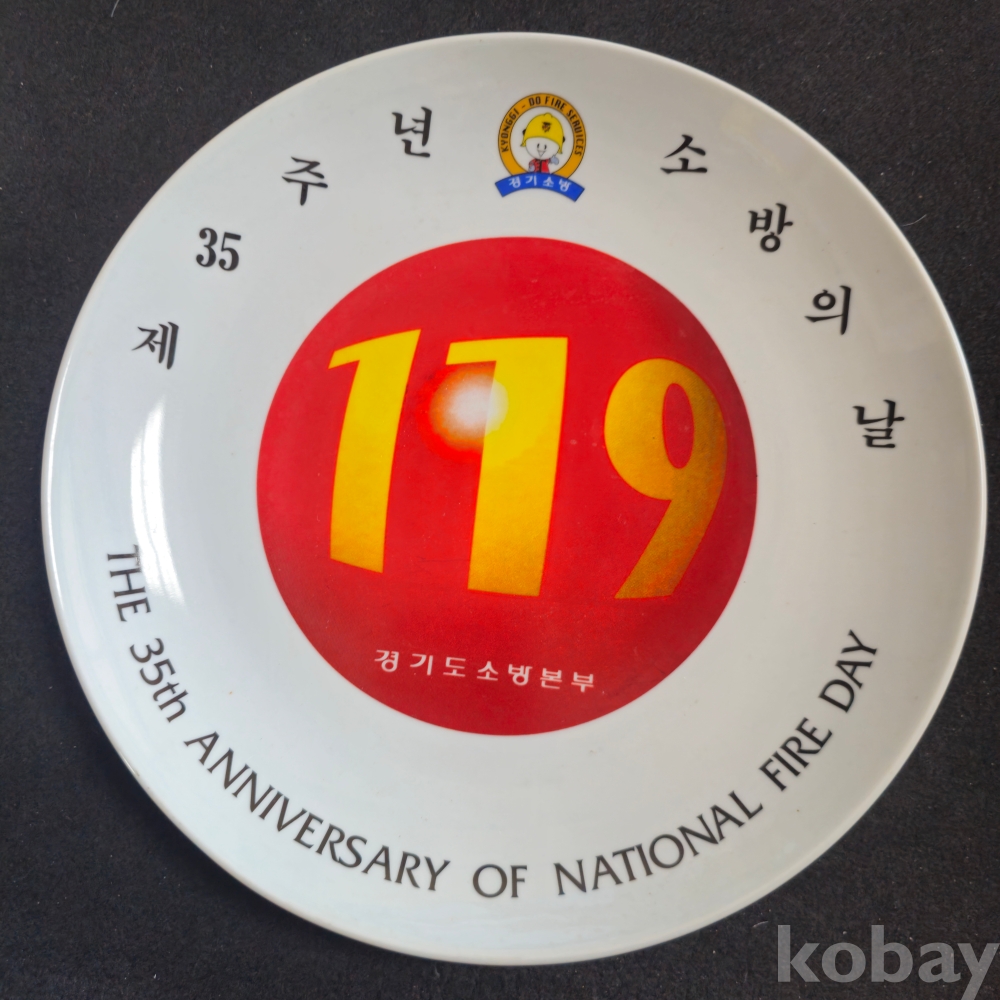 KYONGGI - DO FIRE SERVICES
경기소방
제 35 주년 소방의 날
119
경기도소방본부
THE 35th ANNIVERSARY OF NATIONAL FIRE DAY
kobay